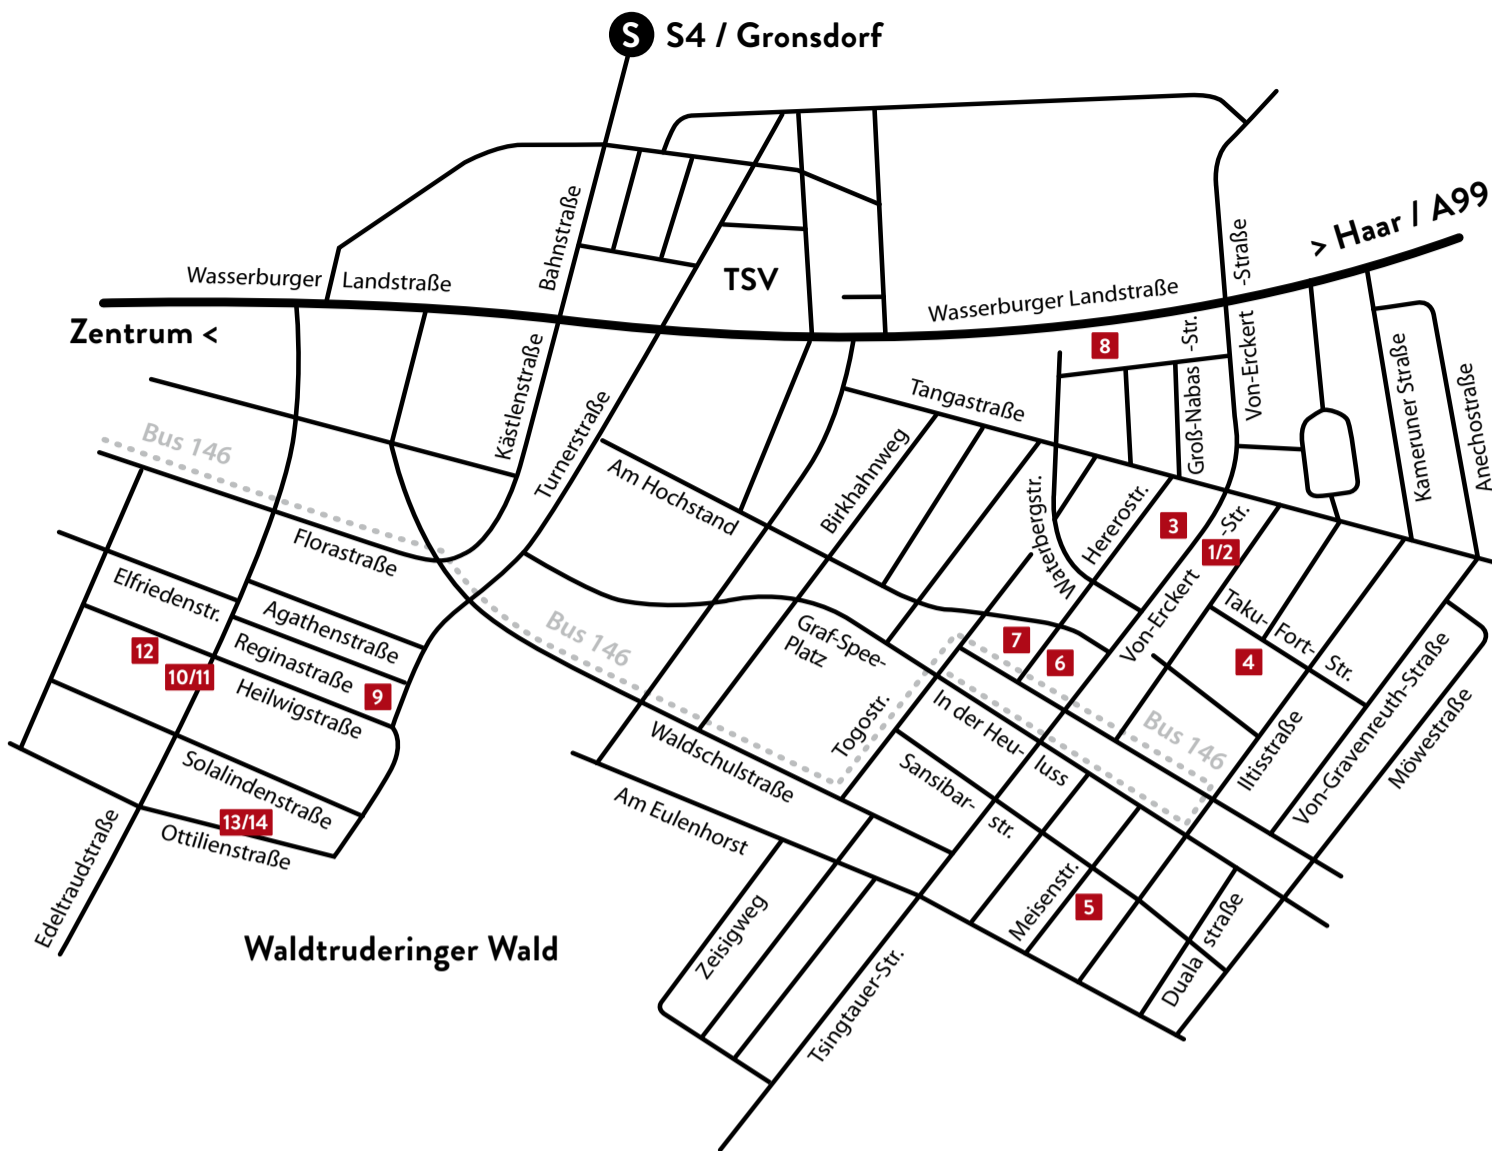 S
S4 / Gronsdorf
Bahnstraße
-Straße
> Haar / A99
Wasserburger Landstraße
TSV
Wasserburger Landstraße
Zentrum <
Kästlenstraße
8
-Str.
Von-Erckert
Kameruner Straße
Anechostraße
Tangastraße
Groß-Nabas
Turnerstraße
Bus 146
Am Hochstand
Birkhahnweg
Waterbergstr.
Hererostr.
3
-Str.
1/2
Florastraße
Elfriedenstr.
Agathenstraße
Reginastraße
Heilwigstraße
12
10/11
9
Bus 146
Graf-Spee-
Platz
7
6
Von-Erckert
Taku-
Fort-
Str.
4
Togostr.
In der Heu-
luss
Bus 146
Iltisstraße
Von-Gravenreuth-Straße
Möwestraße
Solalindenstraße
13/14
Ottilienstraße
Waldschulstraße
Sansibar-
str.
Am Eulenhorst
Edeltraudstraße
Waldtruderinger Wald
Zeisigweg
Meisenstr.
5
Duala
straße
Tsingtauer-Str.